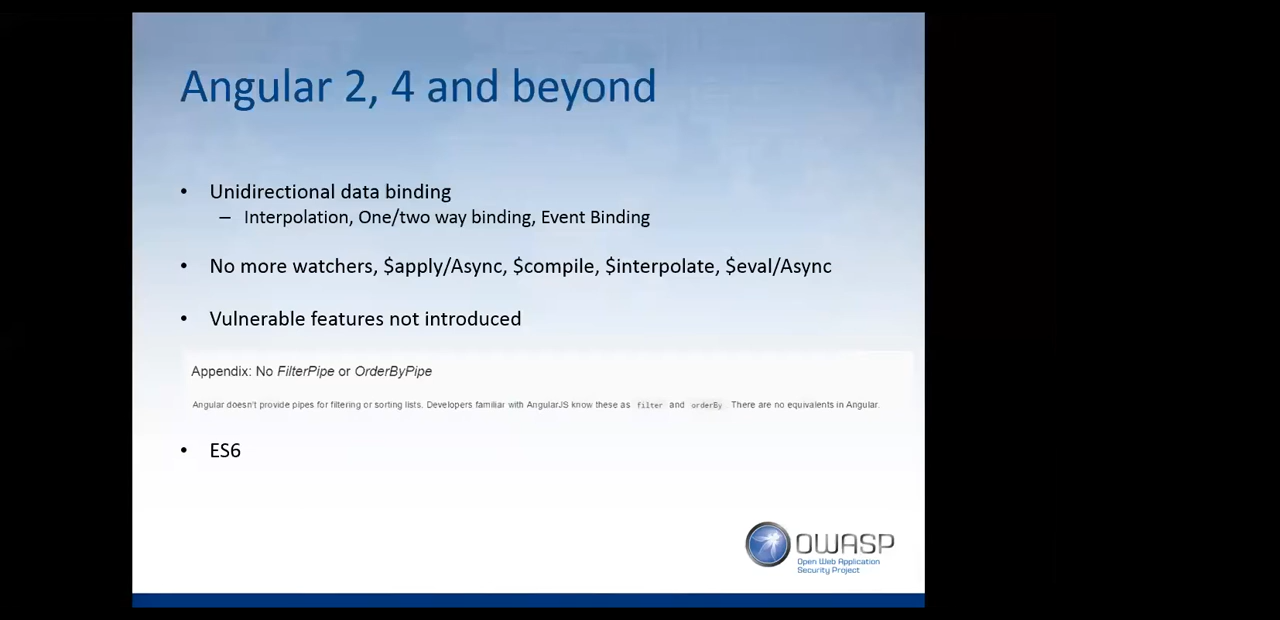 Angular 2, 4 and beyond
• Unidirectional data binding
– Interpolation, One/two way binding, Event Binding
• No more watchers, $apply/Async, $compile, $interpolate, $eval/Async
• Vulnerable features not introduced
Appendix: No FilterPipe or OrderByPipe
Angular doesn't provide pipes for filtering or sorting lists. Developers familiar with AngularJS know these as filter and orderBy. There are no equivalents in Angular.
• ES6
OWASP
Open Web Application
Security Project